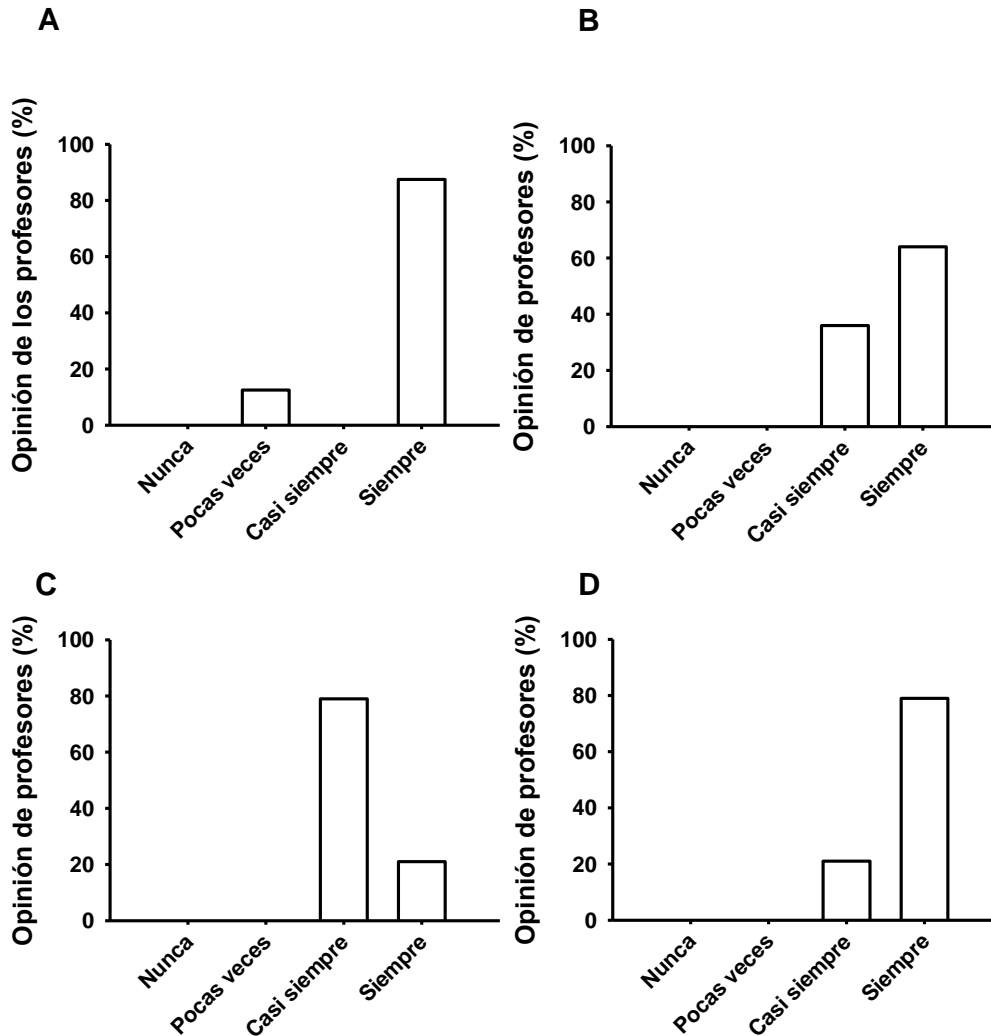 A
Opinión de los profesores (%)
100
80
60
40
20
0
Nunca
Pocas veces
Casi siempre
Siempre
B
Opinión de profesores (%)
100
80
60
40
20
0
Nunca
Pocas veces
Casi siempre
Siempre
C
Opinión de profesores (%)
100
80
60
40
20
0
Nunca
Pocas veces
Casi siempre
Siempre
D
Opinión de profesores (%)
100
80
60
40
20
0
Nunca
Pocas veces
Casi siempre
Siempre